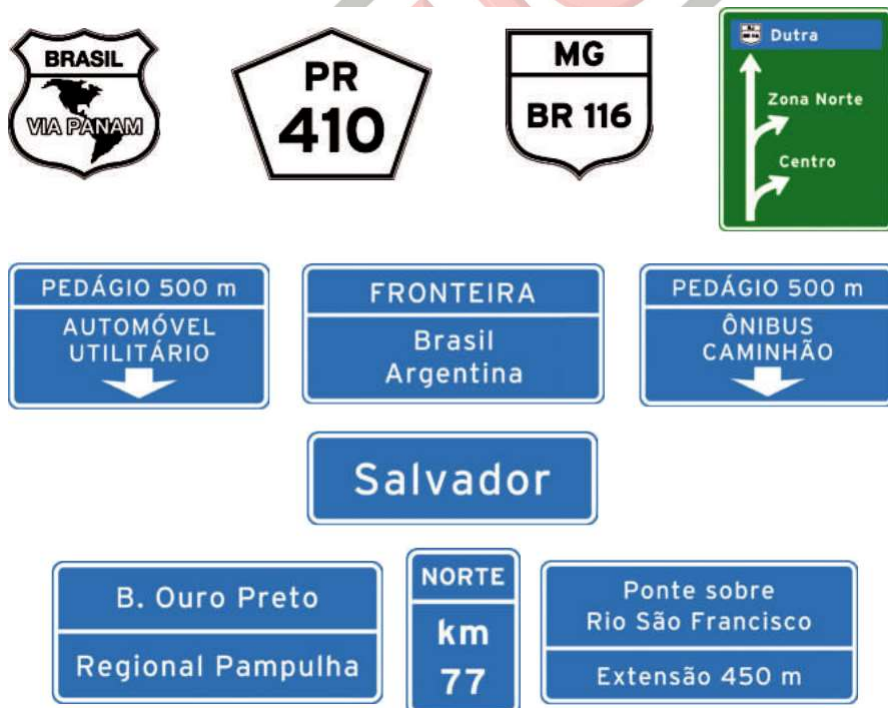 BRASIL
VIA PANAM
PR
410
MG
BR 116
Dutra
Zona Norte
Centro
PEDÁGIO 500 m
AUTOMÓVEL
UTILITÁRIO
FRONTEIRA
Brasil
Argentina
PEDÁGIO 500 m
ÔNIBUS
CAMINHÃO
Salvador
B. Ouro Preto
Regional Pampulha
NORTE
km
77
Ponte sobre
Rio São Francisco
Extensão 450 m